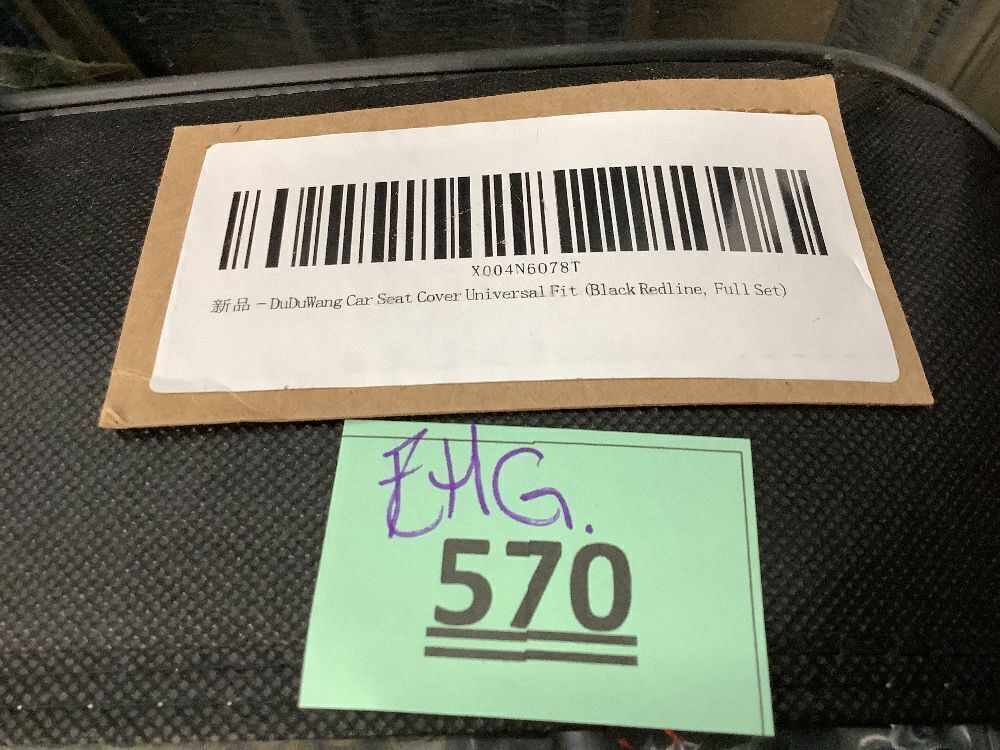 X004N6078T
新品 - DuDuWang Car Seat Cover Universal Fit (Black Redline, Full Set)
EHG.
570